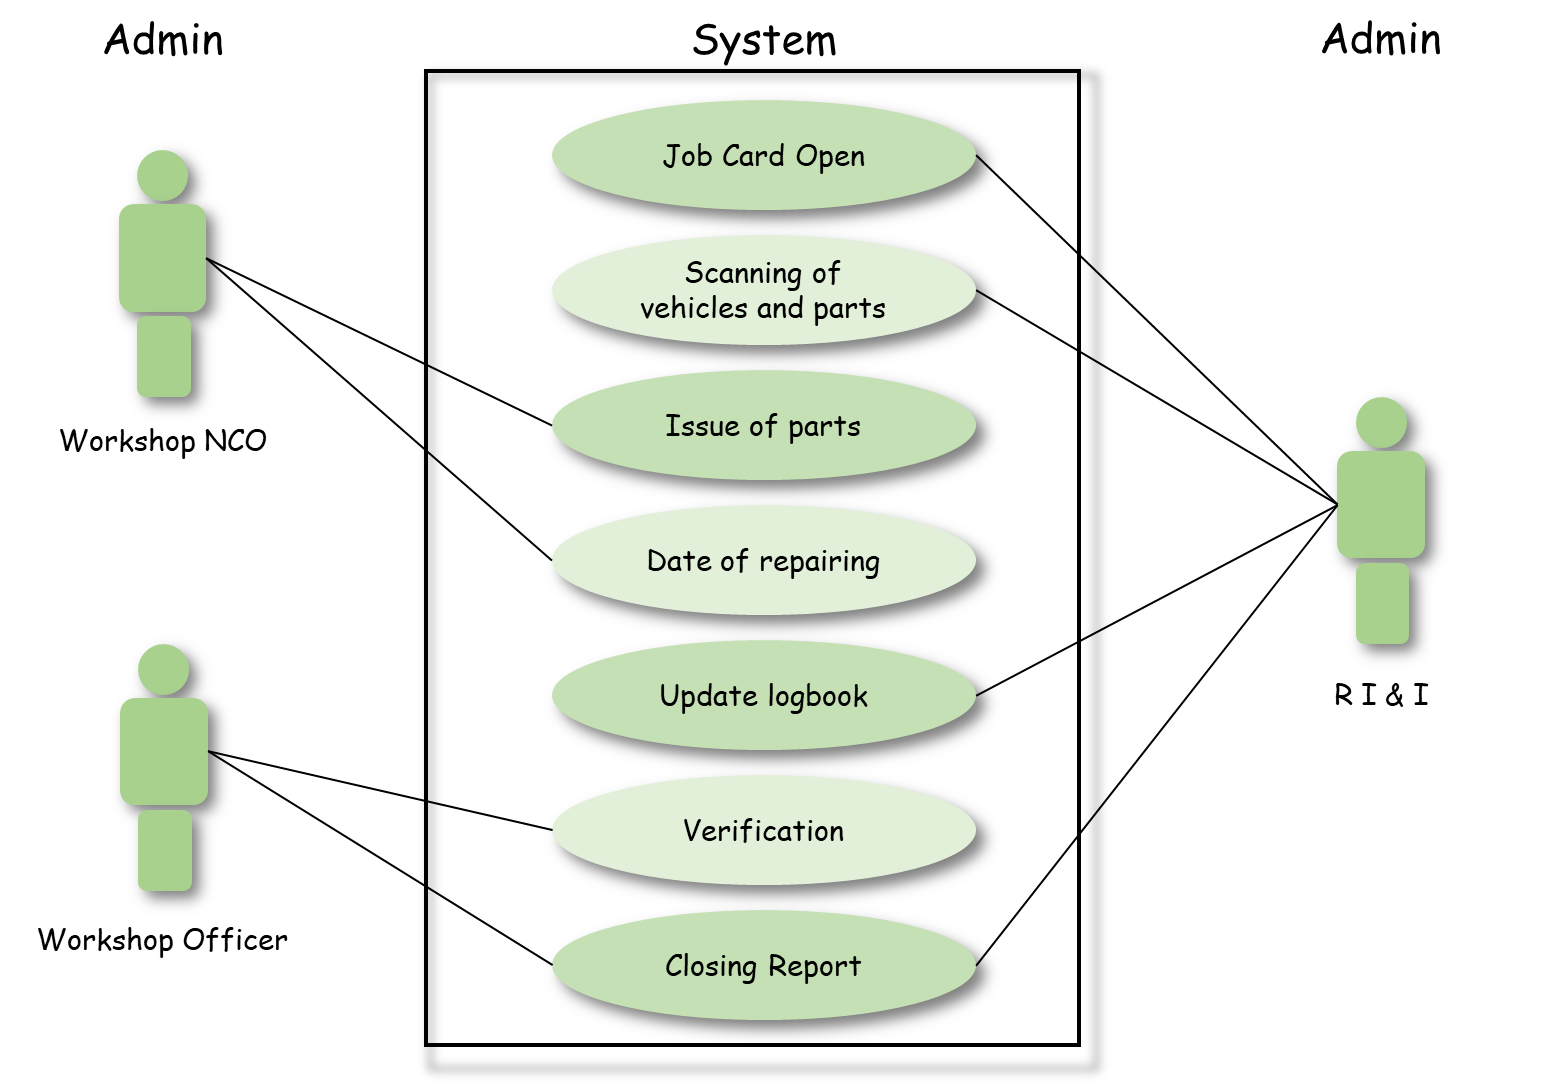 Admin
System
Admin
Job Card Open
Scanning of
vehicles and parts
Issue of parts
Workshop NCO
Date of repairing
Update logbook
R I & I
Verification
Workshop Officer
Closing Report